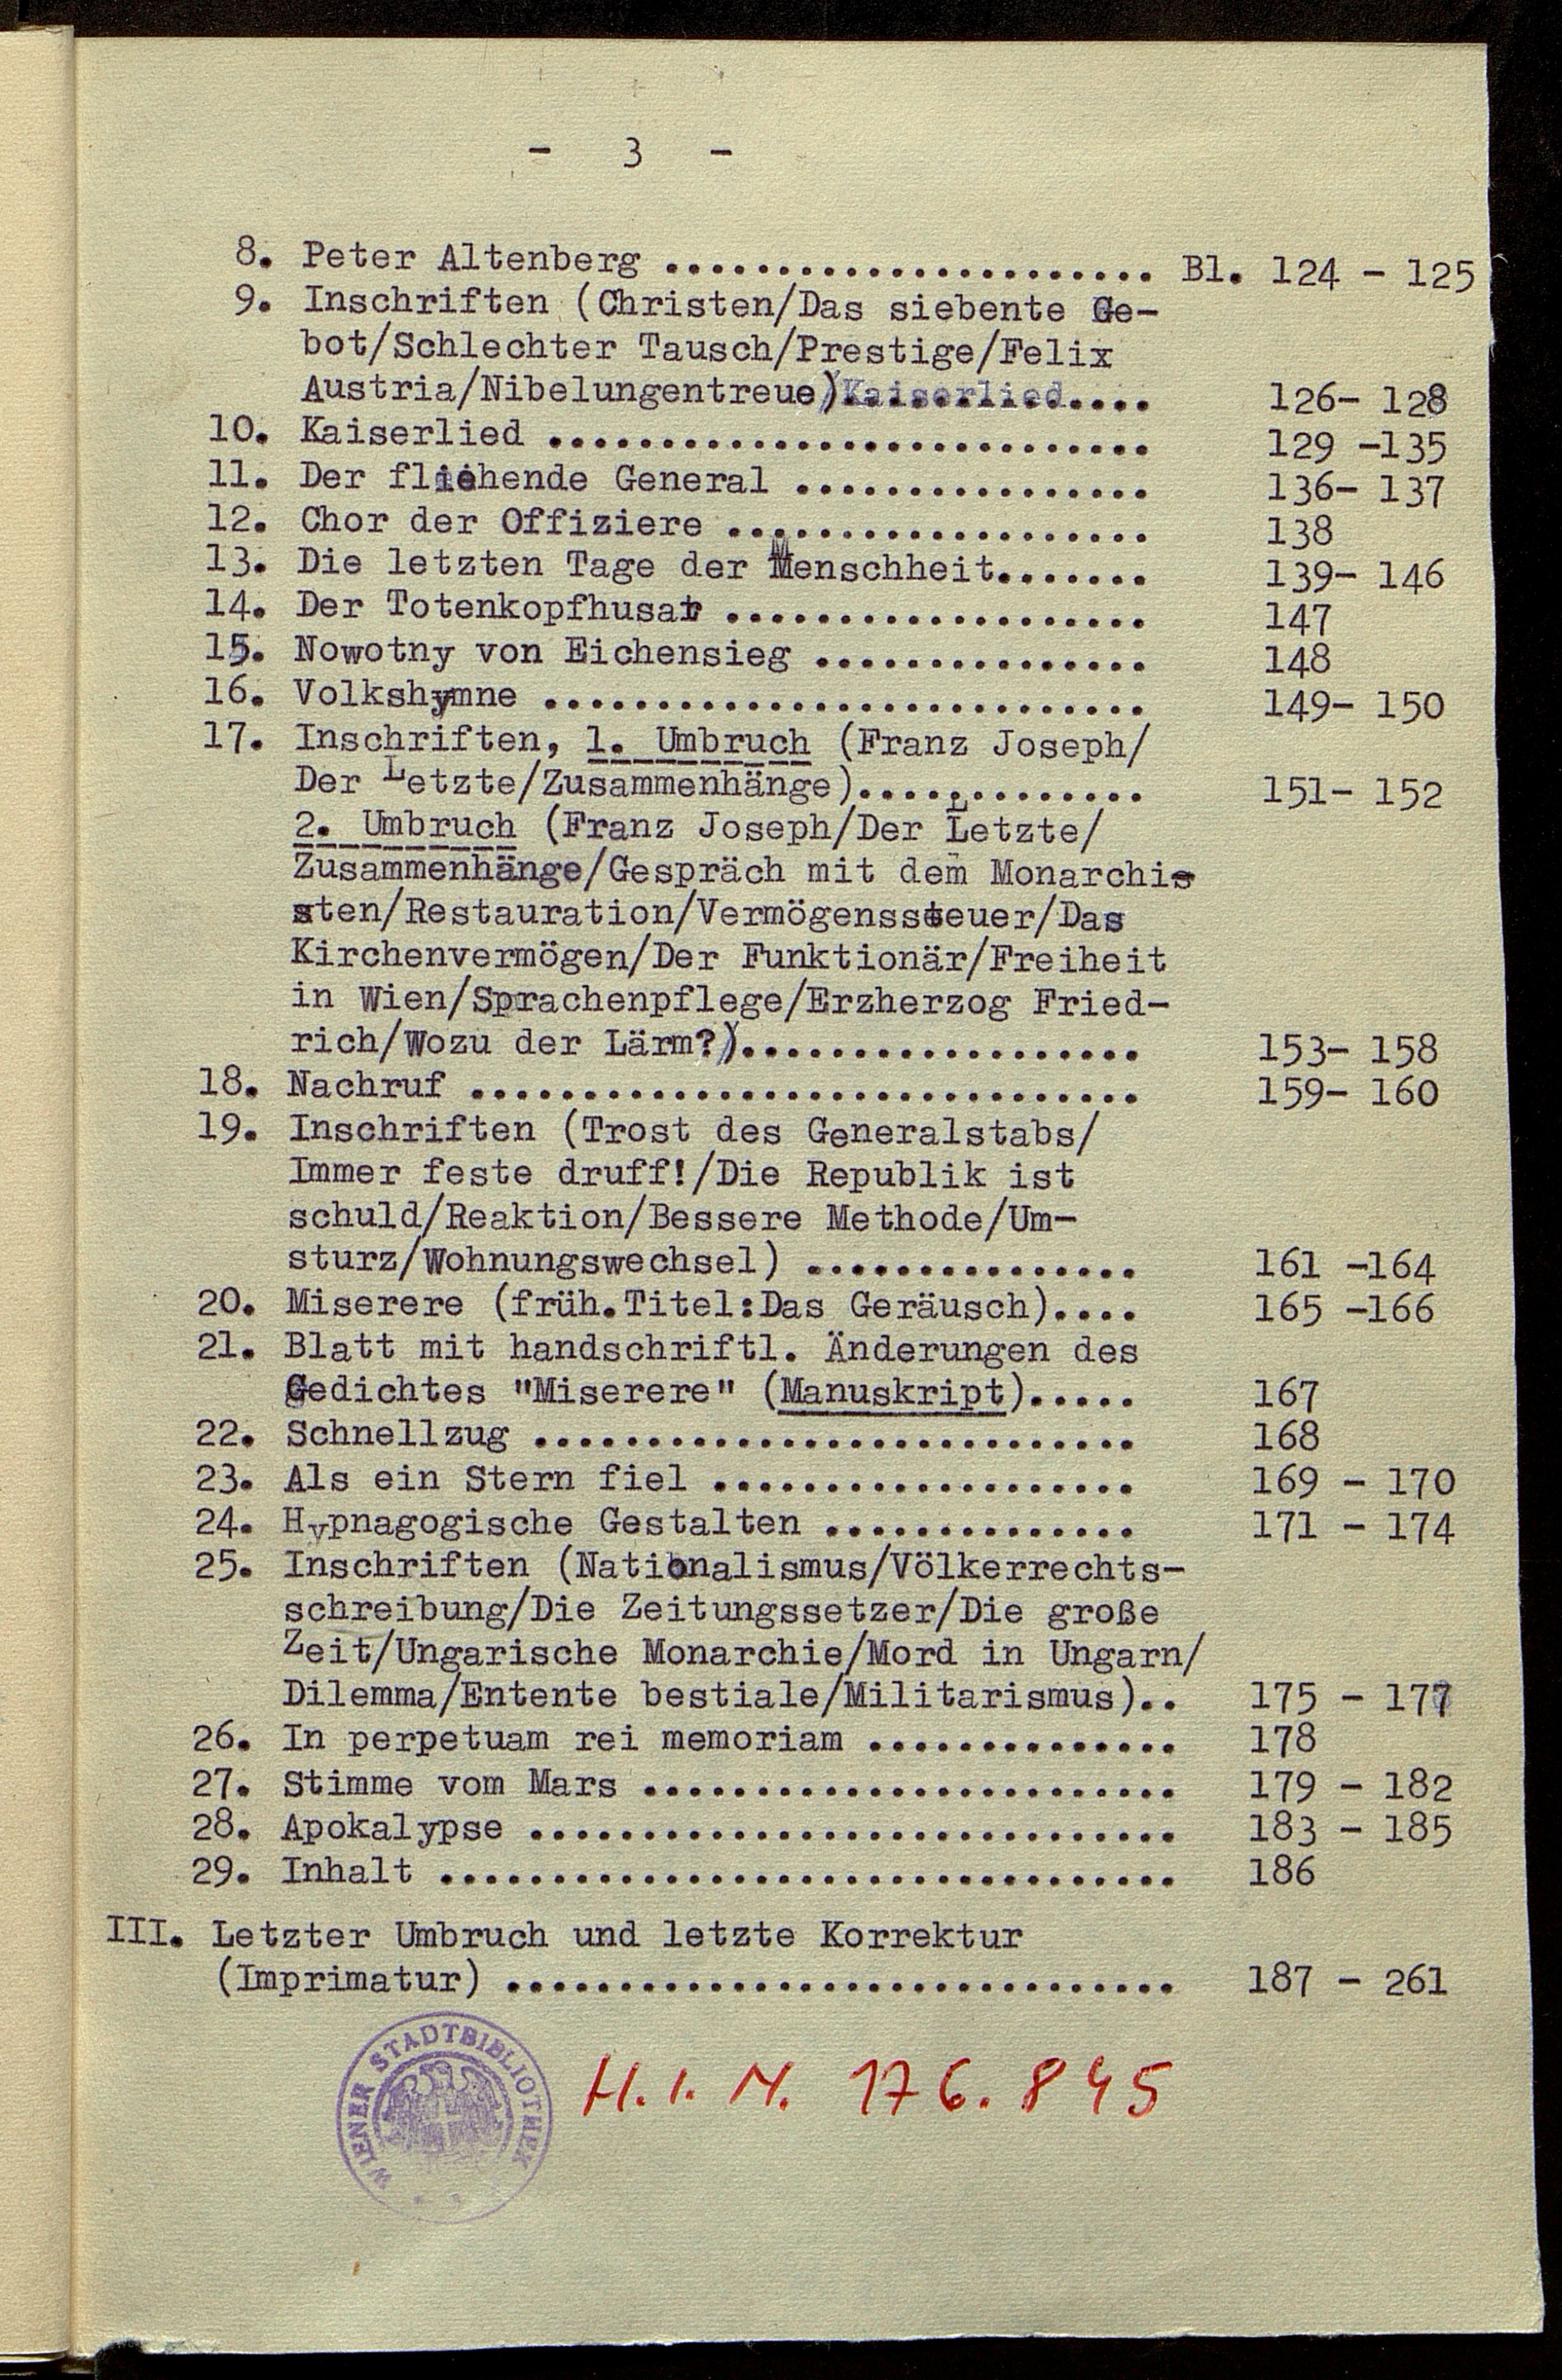 - 3 -
8. Peter Altenberg ...................... Bl. 124 - 125
9. Inschriften (Christen/Das siebente Ge-
bot/Schlechter Tausch/Prestige/Felix
Austria/Nibelungentreue)Kaiserlied.... 126- 128
10. Kaiserlied ........................... 129 -135
11. Der fliehende General ................ 136- 137
12. Chor der Offiziere ................... 138
13. Die letzten Tage der Menschheit....... 139- 146
14. Der Totenkopfhusar ................... 147
15. Nowotny von Eichensieg ............... 148
16. Volkshymne ........................... 149- 150
17. Inschriften, 1. Umbruch (Franz Joseph/
Der Letzte/Zusammenhänge)............. 151- 152
2. Umbruch (Franz Joseph/Der Letzte/
Zusammenhänge/Gespräch mit dem Monarchis
sten/Restauration/Vermögenssteuer/Das
Kirchenvermögen/Der Funktionär/Freiheit
in Wien/Sprachenpflege/Erzherzog Fried-
rich/Wozu der Lärm?).................. 153- 158
18. Nachruf .............................. 159- 160
19. Inschriften (Trost des Generalstabs/
Immer feste druff!/Die Republik ist
schuld/Reaktion/Bessere Methode/Um-
sturz/Wohnungswechsel) ............... 161 -164
20. Miserere (früh.Titel:Das Geräusch).... 165 -166
21. Blatt mit handschriftl. Änderungen des
Gedichtes "Miserere" (Manuskript)..... 167
22. Schnellzug ........................... 168
23. Als ein Stern fiel ................... 169 - 170
24. Hypnagogische Gestalten .............. 171 - 174
25. Inschriften (Nationalismus/Völkerrechts-
schreibung/Die Zeitungssetzer/Die große
Zeit/Ungarische Monarchie/Mord in Ungarn/
Dilemma/Entente bestiale/Militarismus).. 175 - 177
26. In perpetuam rei memoriam .............. 178
27. Stimme vom Mars ........................ 179 - 182
28. Apokalypse ............................. 183 - 185
29. Inhalt ................................. 186
III. Letzter Umbruch und letzte Korrektur
(Imprimatur) .............................. 187 - 261
WIENER STADTBIBLIOTHEK
H. I. N. 176.845